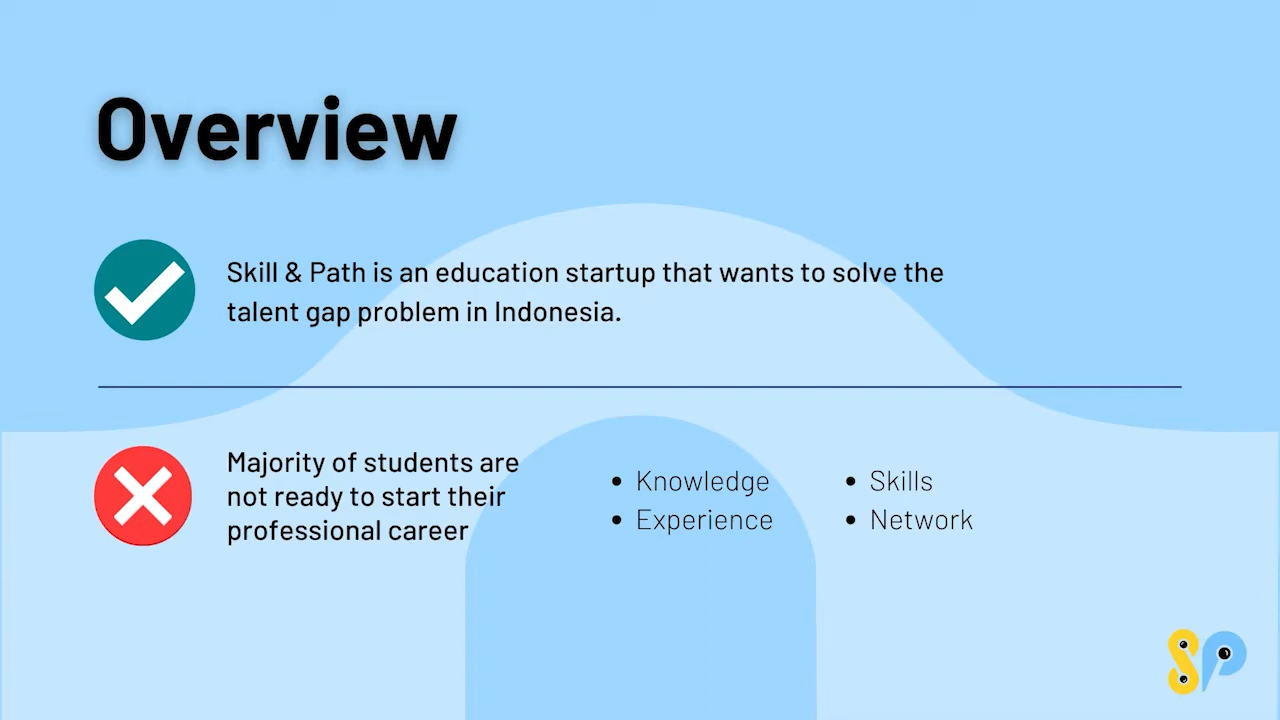 Overview
Skill & Path is an education startup that wants to solve the
talent gap problem in Indonesia.
Majority of students are
not ready to start their
professional career
• Knowledge
• Experience
• Skills
• Network
SP